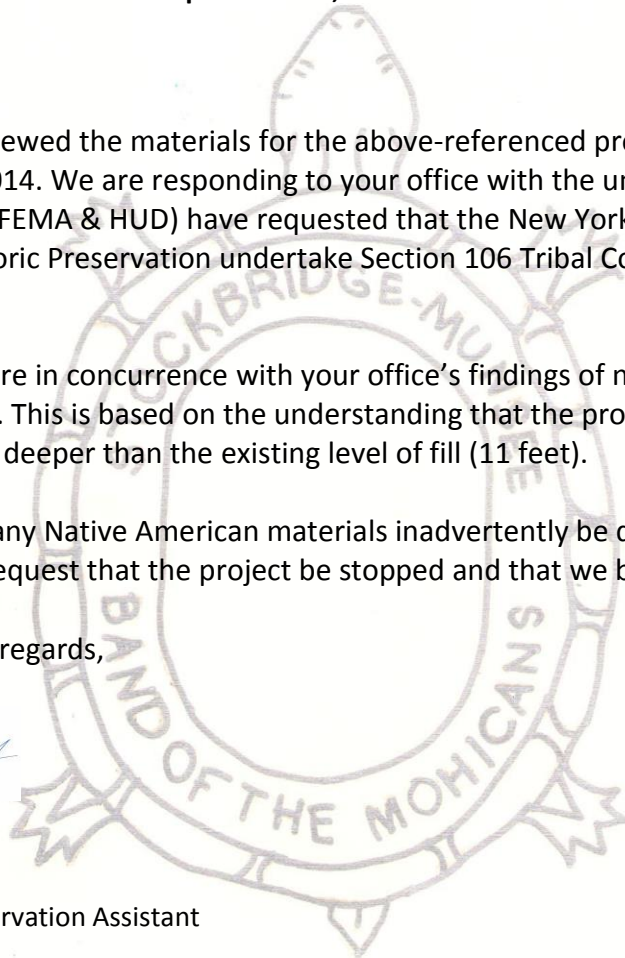 ewed the materials for the above-referenced pr
014. We are responding to your office with the u
FEMA & HUD) have requested that the New York
oric Preservation undertake Section 106 Tribal Co
re in concurrence with your office's findings of n
. This is based on the understanding that the pro
deeper than the existing level of fill (11 feet).
any Native American materials inadvertently be d
equest that the project be stopped and that we b
regards,
rvation Assistant
STOCKBRIDGE-MUNSEE
BAND OF THE MOHICANS